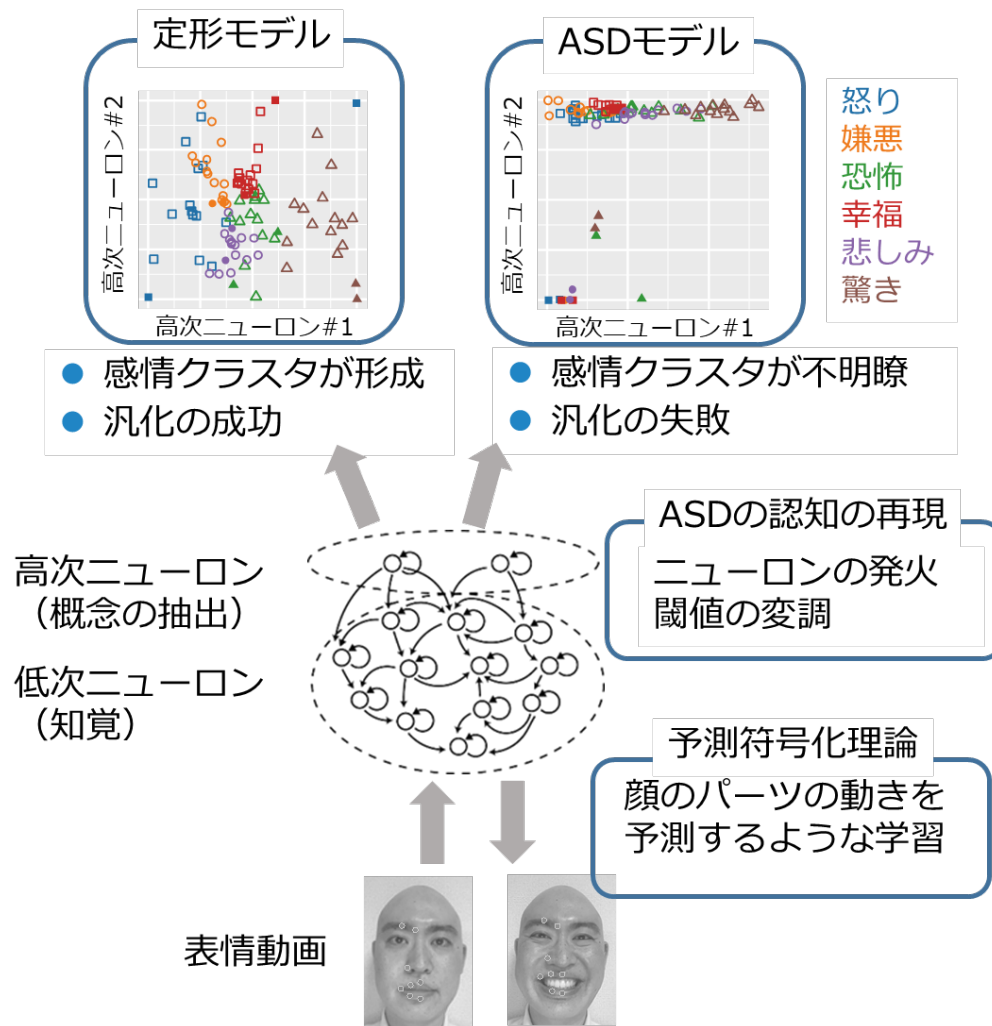 定形モデル
ASDモデル
高次ニューロン#2
高次ニューロン#1
高次ニューロン#2
高次ニューロン#1
怒り
嫌悪
恐怖
幸福
悲しみ
驚き
● 感情クラスタが形成
● 汎化の成功
● 感情クラスタが不明瞭
● 汎化の失敗
高次ニューロン
（概念の抽出）
低次ニューロン
（知覚）
ASDの認知の再現
ニューロンの発火
閾値の変調
予測符号化理論
顔のパーツの動きを
予測するような学習
表情動画